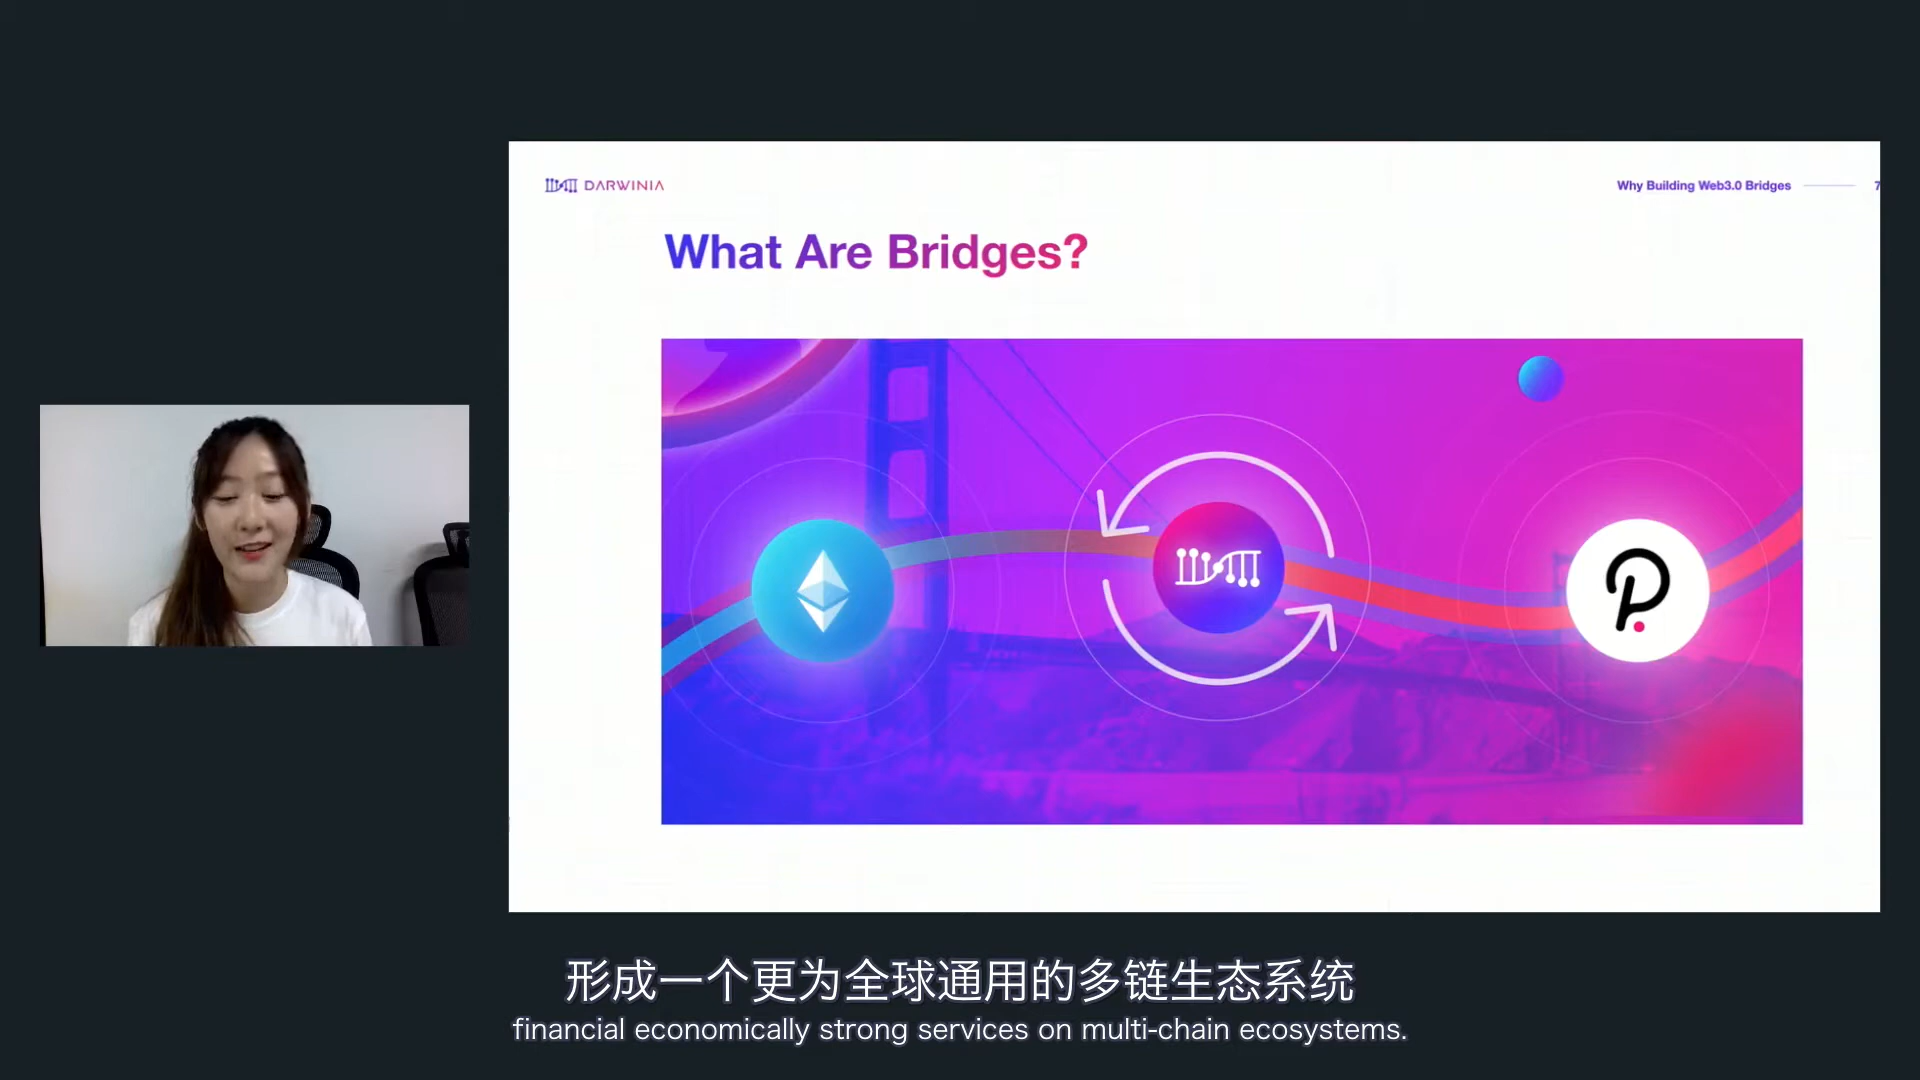 DARWINIA
Why Building Web3.0 Bridges
7
What Are Bridges?
形成一个更为全球通用的多链生态系统
financial economically strong services on multi-chain ecosystems.